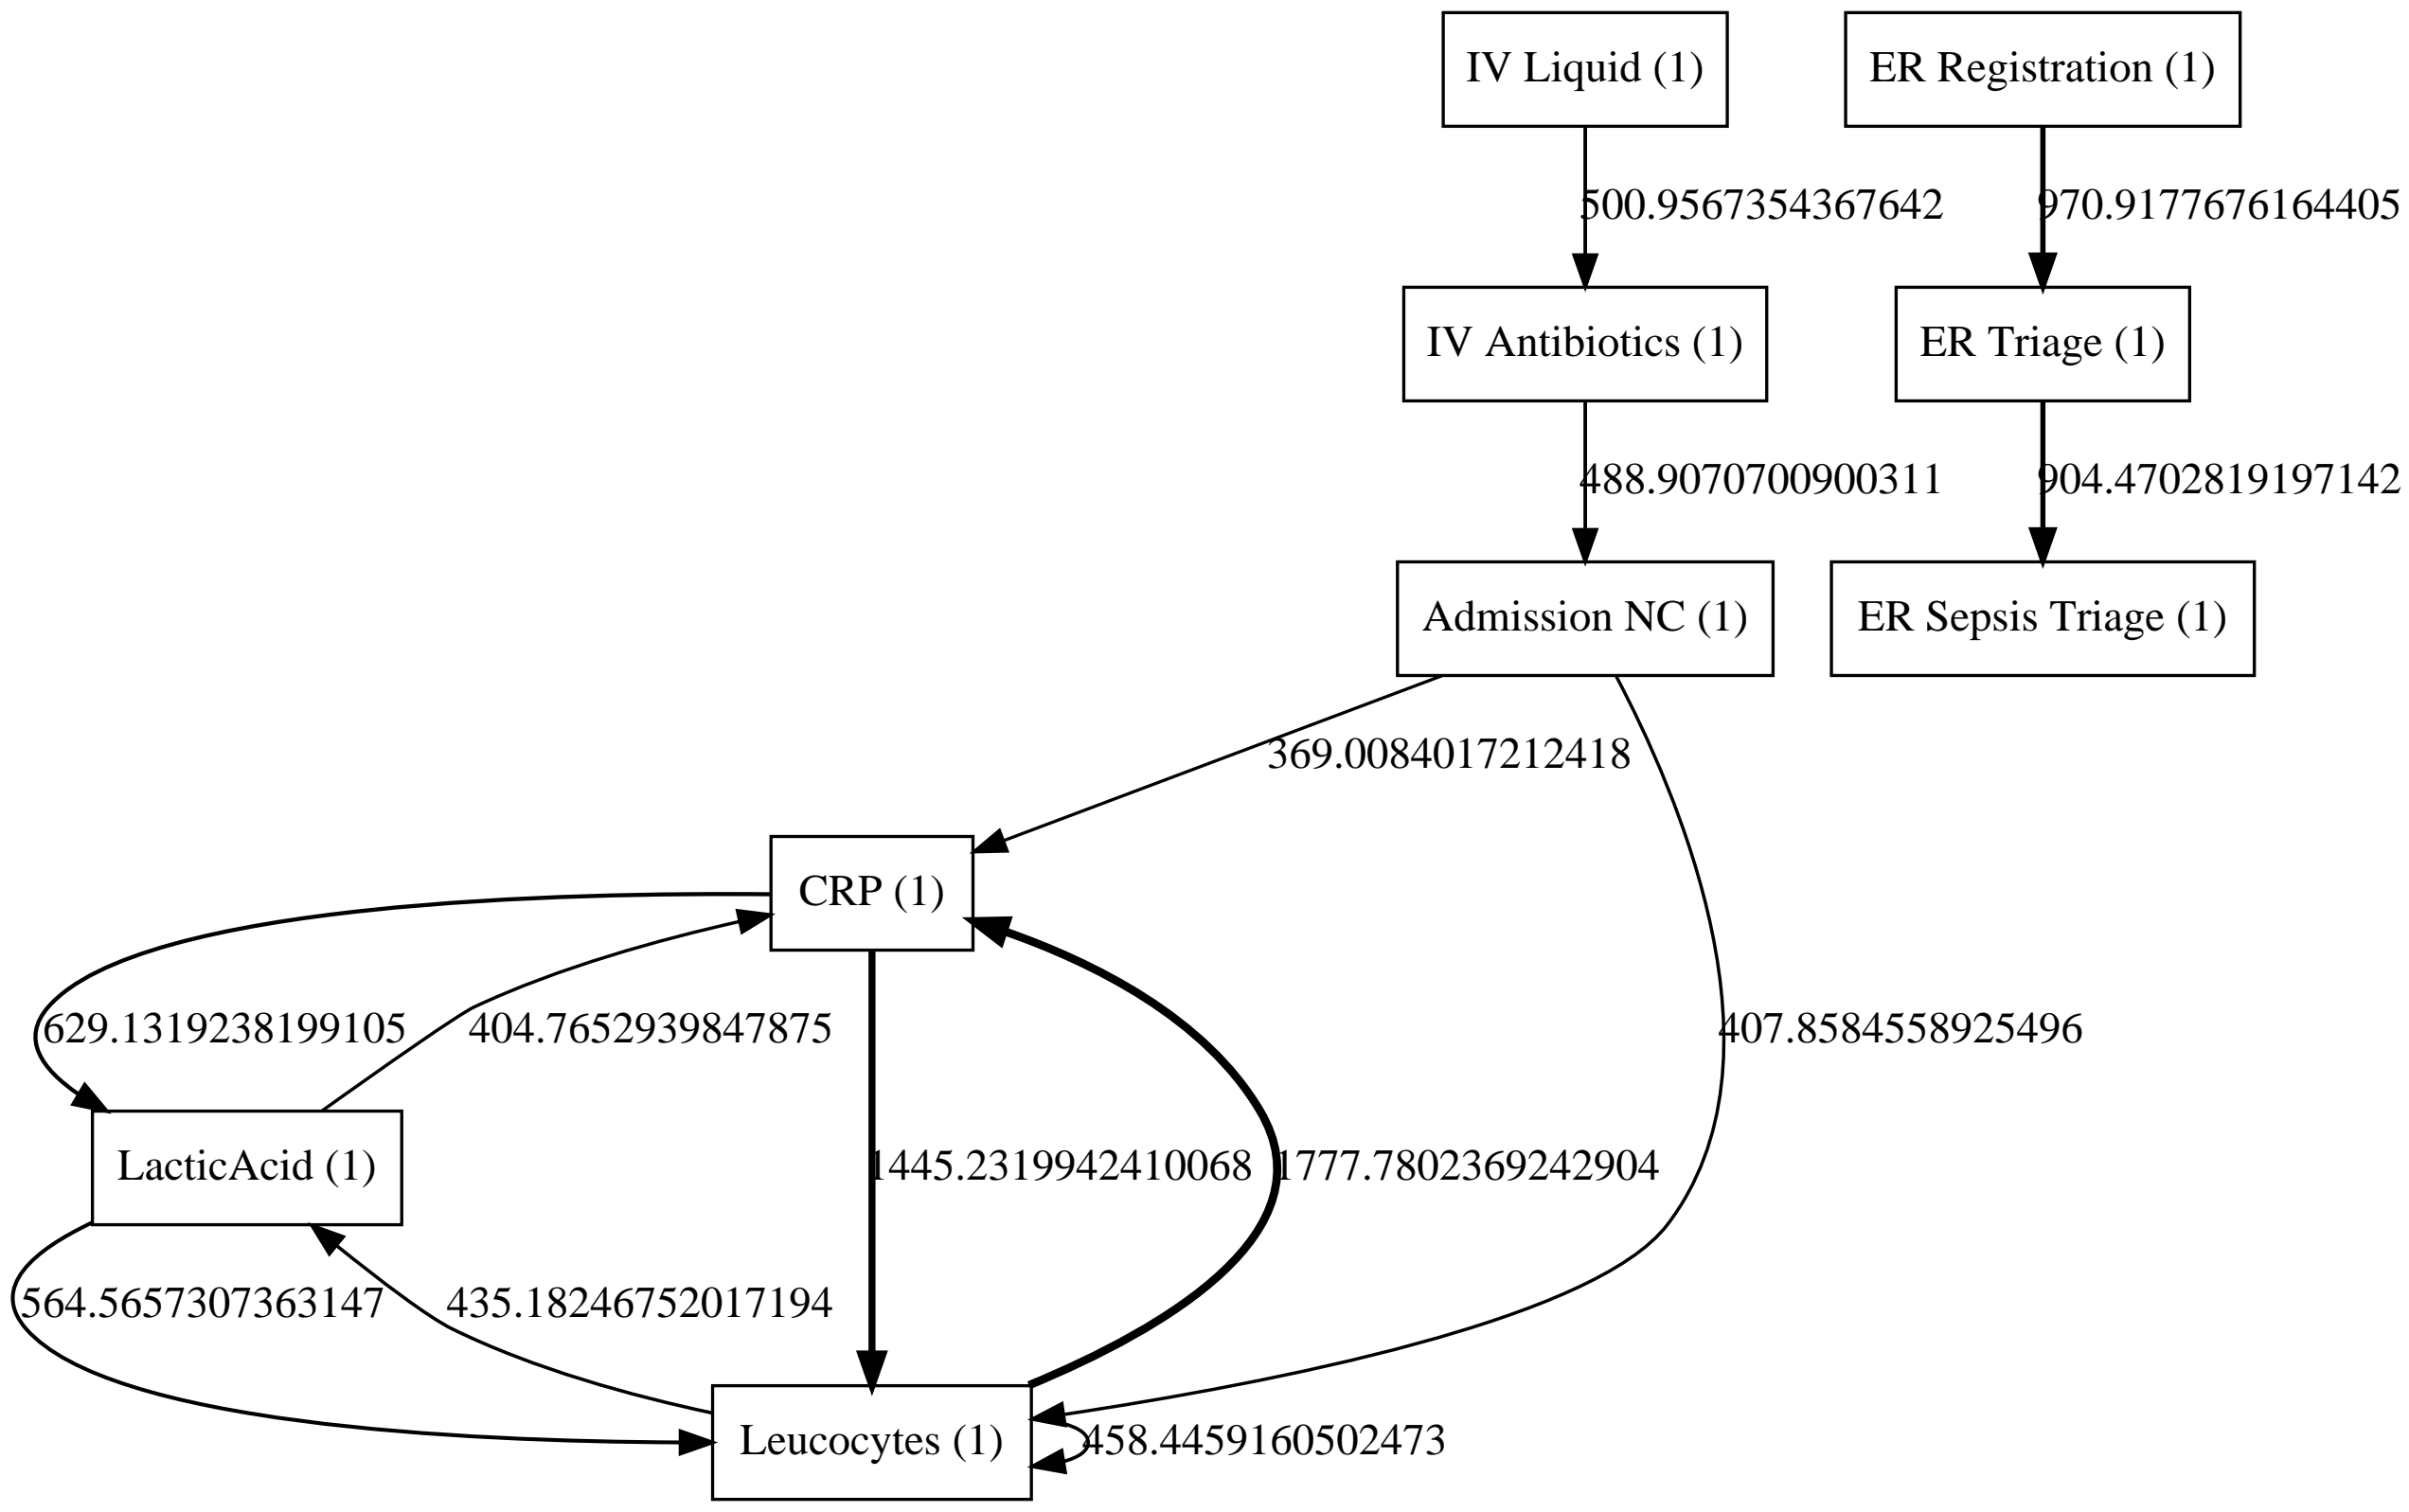 IV Liquid (1)
ER Registration (1)
500.9567354367642
970.9177676164405
IV Antibiotics (1)
ER Triage (1)
488.9070700900311
904.4702819197142
Admission NC (1)
ER Sepsis Triage (1)
369.0084017212418
CRP (1)
629.1319238199105
404.7652939847875
407.8584558925496
LacticAcid (1)
1445.2319942410068
1777.7802369242904
564.5657307363147
435.18246752017194
Leucocytes (1)
458.4459160502473